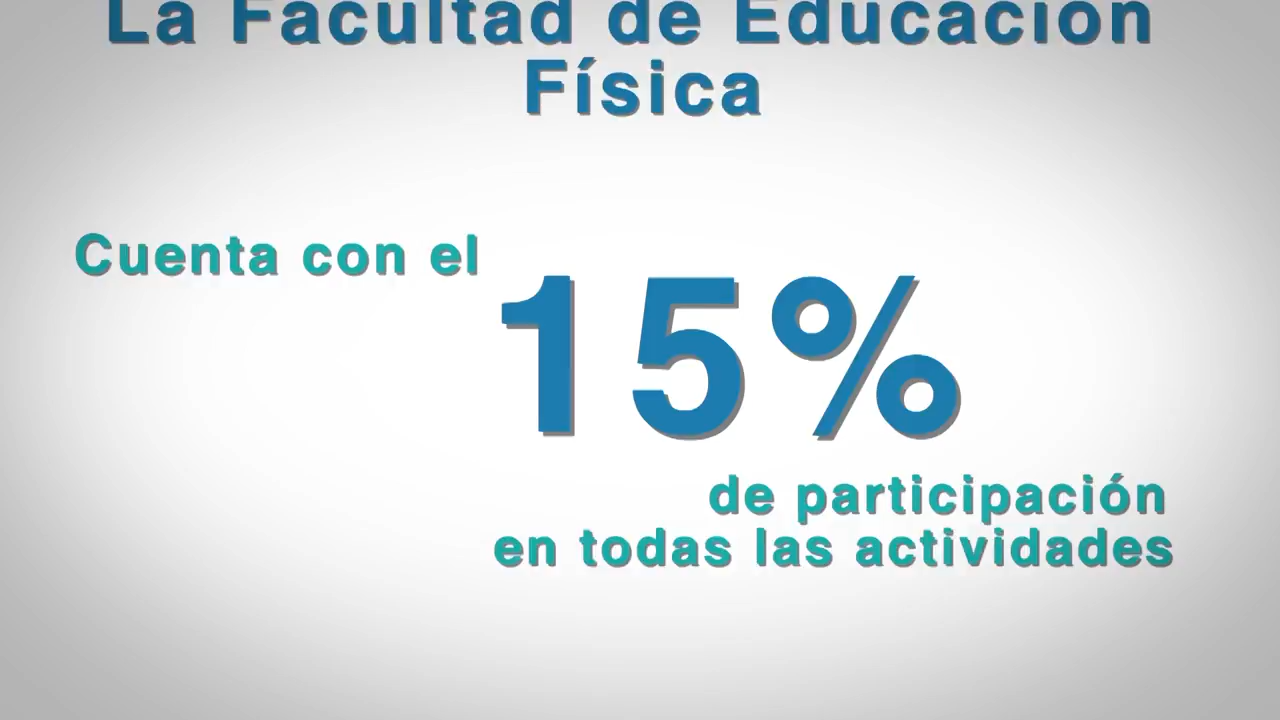 La Facultad de Educación
Física
Cuenta con el
15%
de participación
en todas las actividades